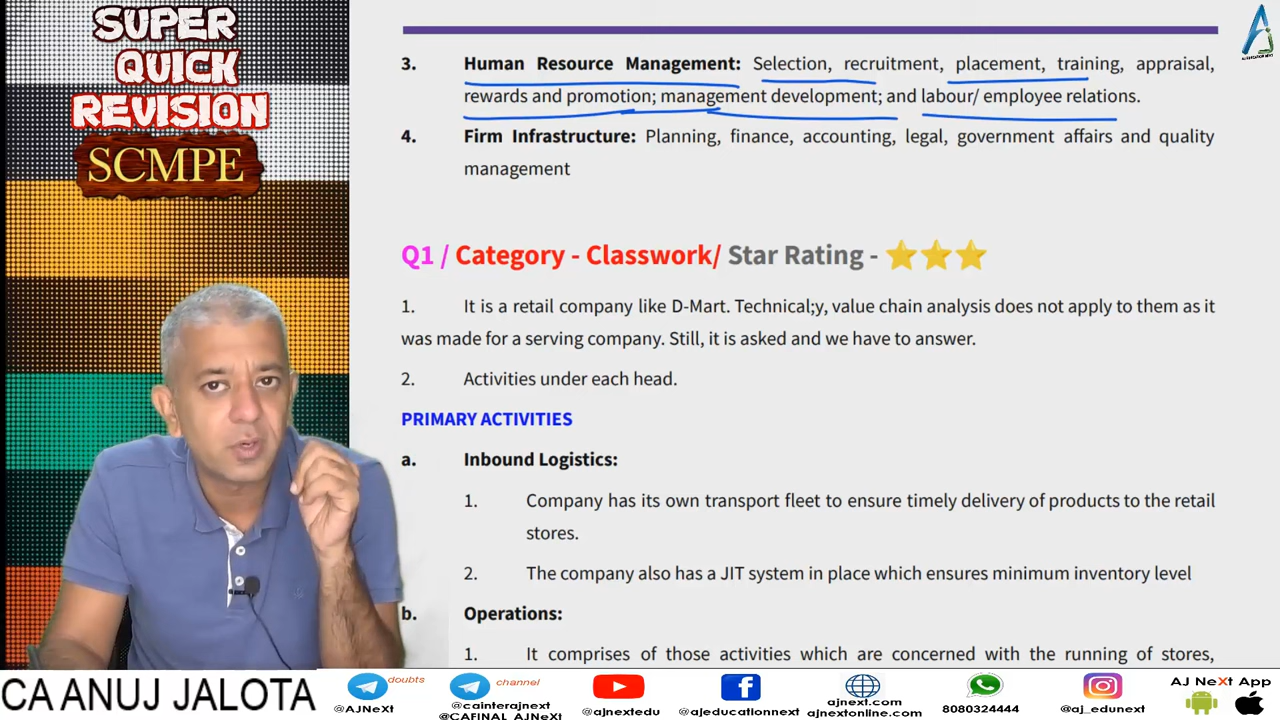 SUPER
QUICK
REVISION
SCMPE
3. Human Resource Management: Selection, recruitment, placement, training, appraisal,
rewards and promotion; management development; and labour/ employee relations.
4. Firm Infrastructure: Planning, finance, accounting, legal, government affairs and quality
management
Q1 / Category - Classwork/ Star Rating - ⭐⭐⭐
1. It is a retail company like D-Mart. Technical;y, value chain analysis does not apply to them as it
was made for a serving company. Still, it is asked and we have to answer.
2. Activities under each head.
PRIMARY ACTIVITIES
a. Inbound Logistics:
1. Company has its own transport fleet to ensure timely delivery of products to the retail
stores.
2. The company also has a JIT system in place which ensures minimum inventory level
b. Operations:
1. It comprises of those activities which are concerned with the running of stores,
CA ANUJ JALOTA
doubts
@AJNeXt
channel
@cainterajnext
@CAFINAL_AJNeXt
@ajnextedu
@ajeducationnext
ajnext.com
ajnextonline.com
8080324444
@aj_edunext
AJ NeXt App